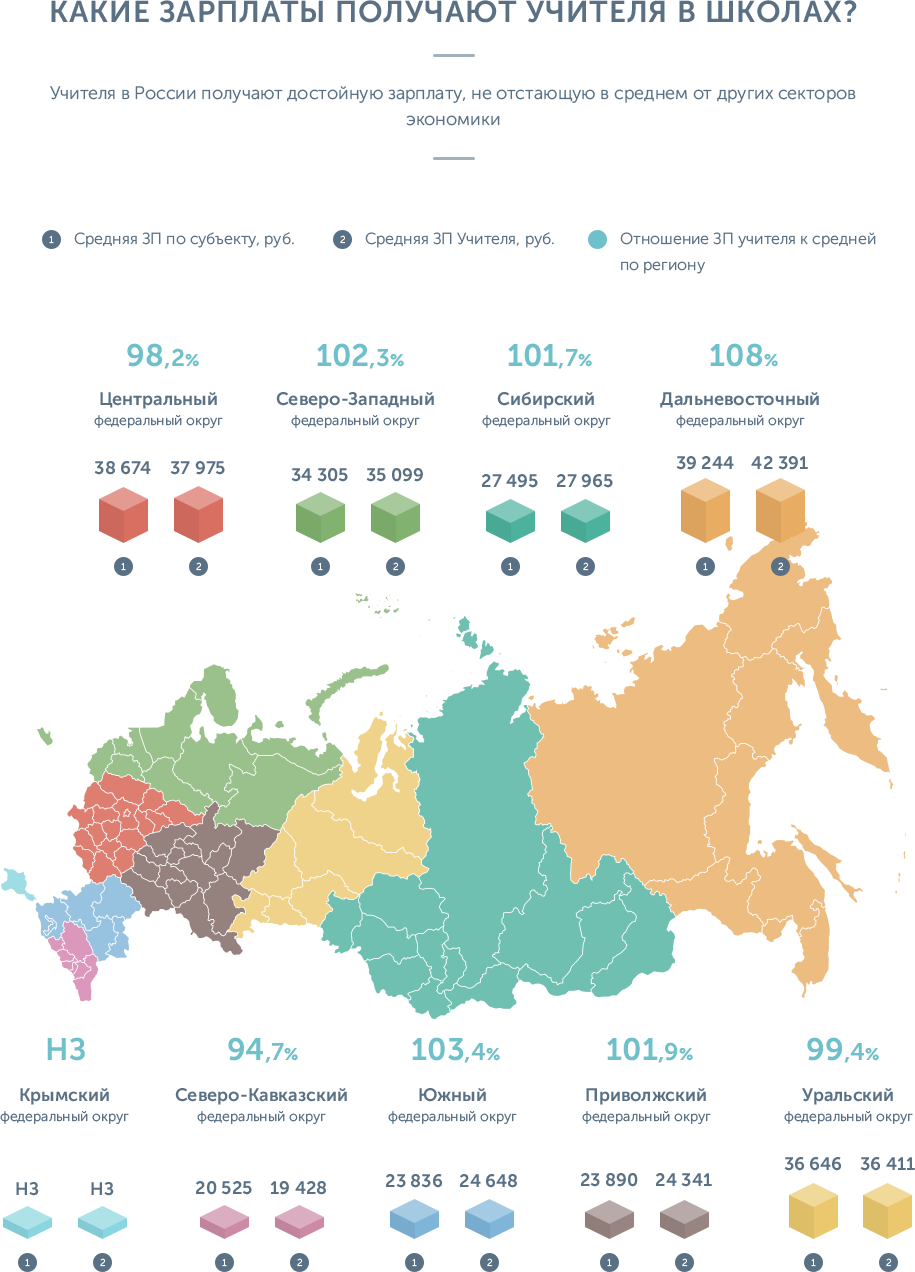 КАКИЕ ЗАРПЛАТЫ ПОЛУЧАЮТ УЧИТЕЛЯ В ШКОЛАХ?
Учителя в России получают достойную зарплату, не отстающую в среднем от других секторов
экономики
1 Средняя ЗП по субъекту, руб.
2 Средняя ЗП Учителя, руб.
Отношение ЗП учителя к средней
по региону
98,2%
Центральный
федеральный округ
38 674 37 975
1 2
102,3%
Северо-Западный
федеральный округ
34 305 35 099
1 2
101,7%
Сибирский
федеральный округ
27 495 27 965
1 2
108%
Дальневосточный
федеральный округ
39 244 42 391
1 2
НЗ
Крымский
федеральный округ
НЗ НЗ
1 2
94,7%
Северо-Кавказский
федеральный округ
20 525 19 428
1 2
103,4%
Южный
федеральный округ
23 836 24 648
1 2
101,9%
Приволжский
федеральный округ
23 890 24 341
1 2
99,4%
Уральский
федеральный округ
36 646 36 411
1 2